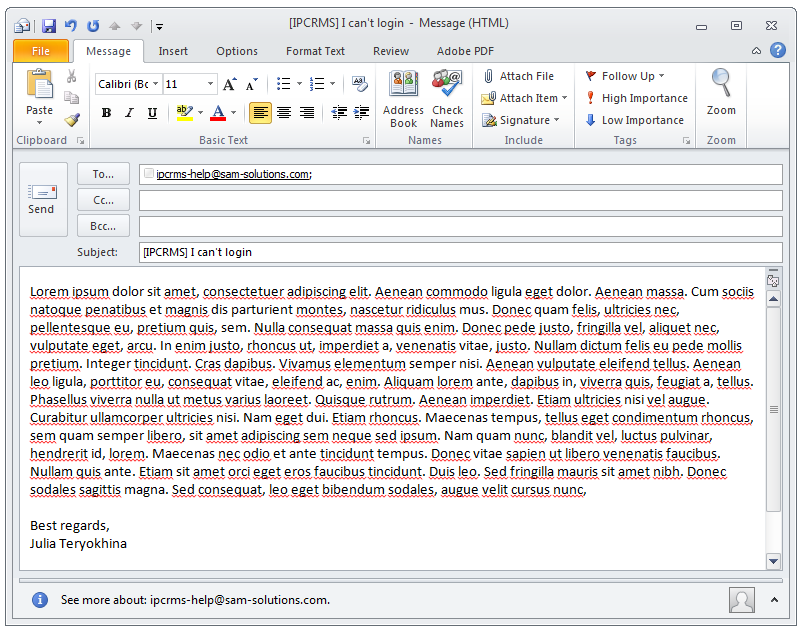 [IPCRMS] I can't login - Message (HTML)
File Message Insert Options Format Text Review Adobe PDF
Paste
Clipboard
Calibri (Bc 11 A A
B I U ab A
Basic Text
Address Book
Check Names
Names
Attach File
Attach Item
Signature
Include
Follow Up
High Importance
Low Importance
Tags
Zoom
Zoom
Send
To... ipcrms-help@sam-solutions.com;
Cc...
Bcc...
Subject: [IPCRMS] I can't login
Lorem ipsum dolor sit amet, consectetuer adipiscing elit. Aenean commodo ligula eget dolor. Aenean massa. Cum sociis
natoque penatibus et magnis dis parturient montes, nascetur ridiculus mus. Donec quam felis, ultricies nec,
pellentesque eu, pretium quis, sem. Nulla consequat massa quis enim. Donec pede justo, fringilla vel, aliquet nec,
vulputate eget, arcu. In enim justo, rhoncus ut, imperdiet a, venenatis vitae, justo. Nullam dictum felis eu pede mollis
pretium. Integer tincidunt. Cras dapibus. Vivamus elementum semper nisi. Aenean vulputate eleifend tellus. Aenean
leo ligula, porttitor eu, consequat vitae, eleifend ac, enim. Aliquam lorem ante, dapibus in, viverra quis, feugiat a, tellus.
Phasellus viverra nulla ut metus varius laoreet. Quisque rutrum. Aenean imperdiet. Etiam ultricies nisi vel augue.
Curabitur ullamcorper ultricies nisi. Nam eget dui. Etiam rhoncus. Maecenas tempus, tellus eget condimentum rhoncus,
sem quam semper libero, sit amet adipiscing sem neque sed ipsum. Nam quam nunc, blandit vel, luctus pulvinar,
hendrerit id, lorem. Maecenas nec odio et ante tincidunt tempus. Donec vitae sapien ut libero venenatis faucibus.
Nullam quis ante. Etiam sit amet orci eget eros faucibus tincidunt. Duis leo. Sed fringilla mauris sit amet nibh. Donec
sodales sagittis magna. Sed consequat, leo eget bibendum sodales, augue velit cursus nunc,
Best regards,
Julia Teryokhina
See more about: ipcrms-help@sam-solutions.com.